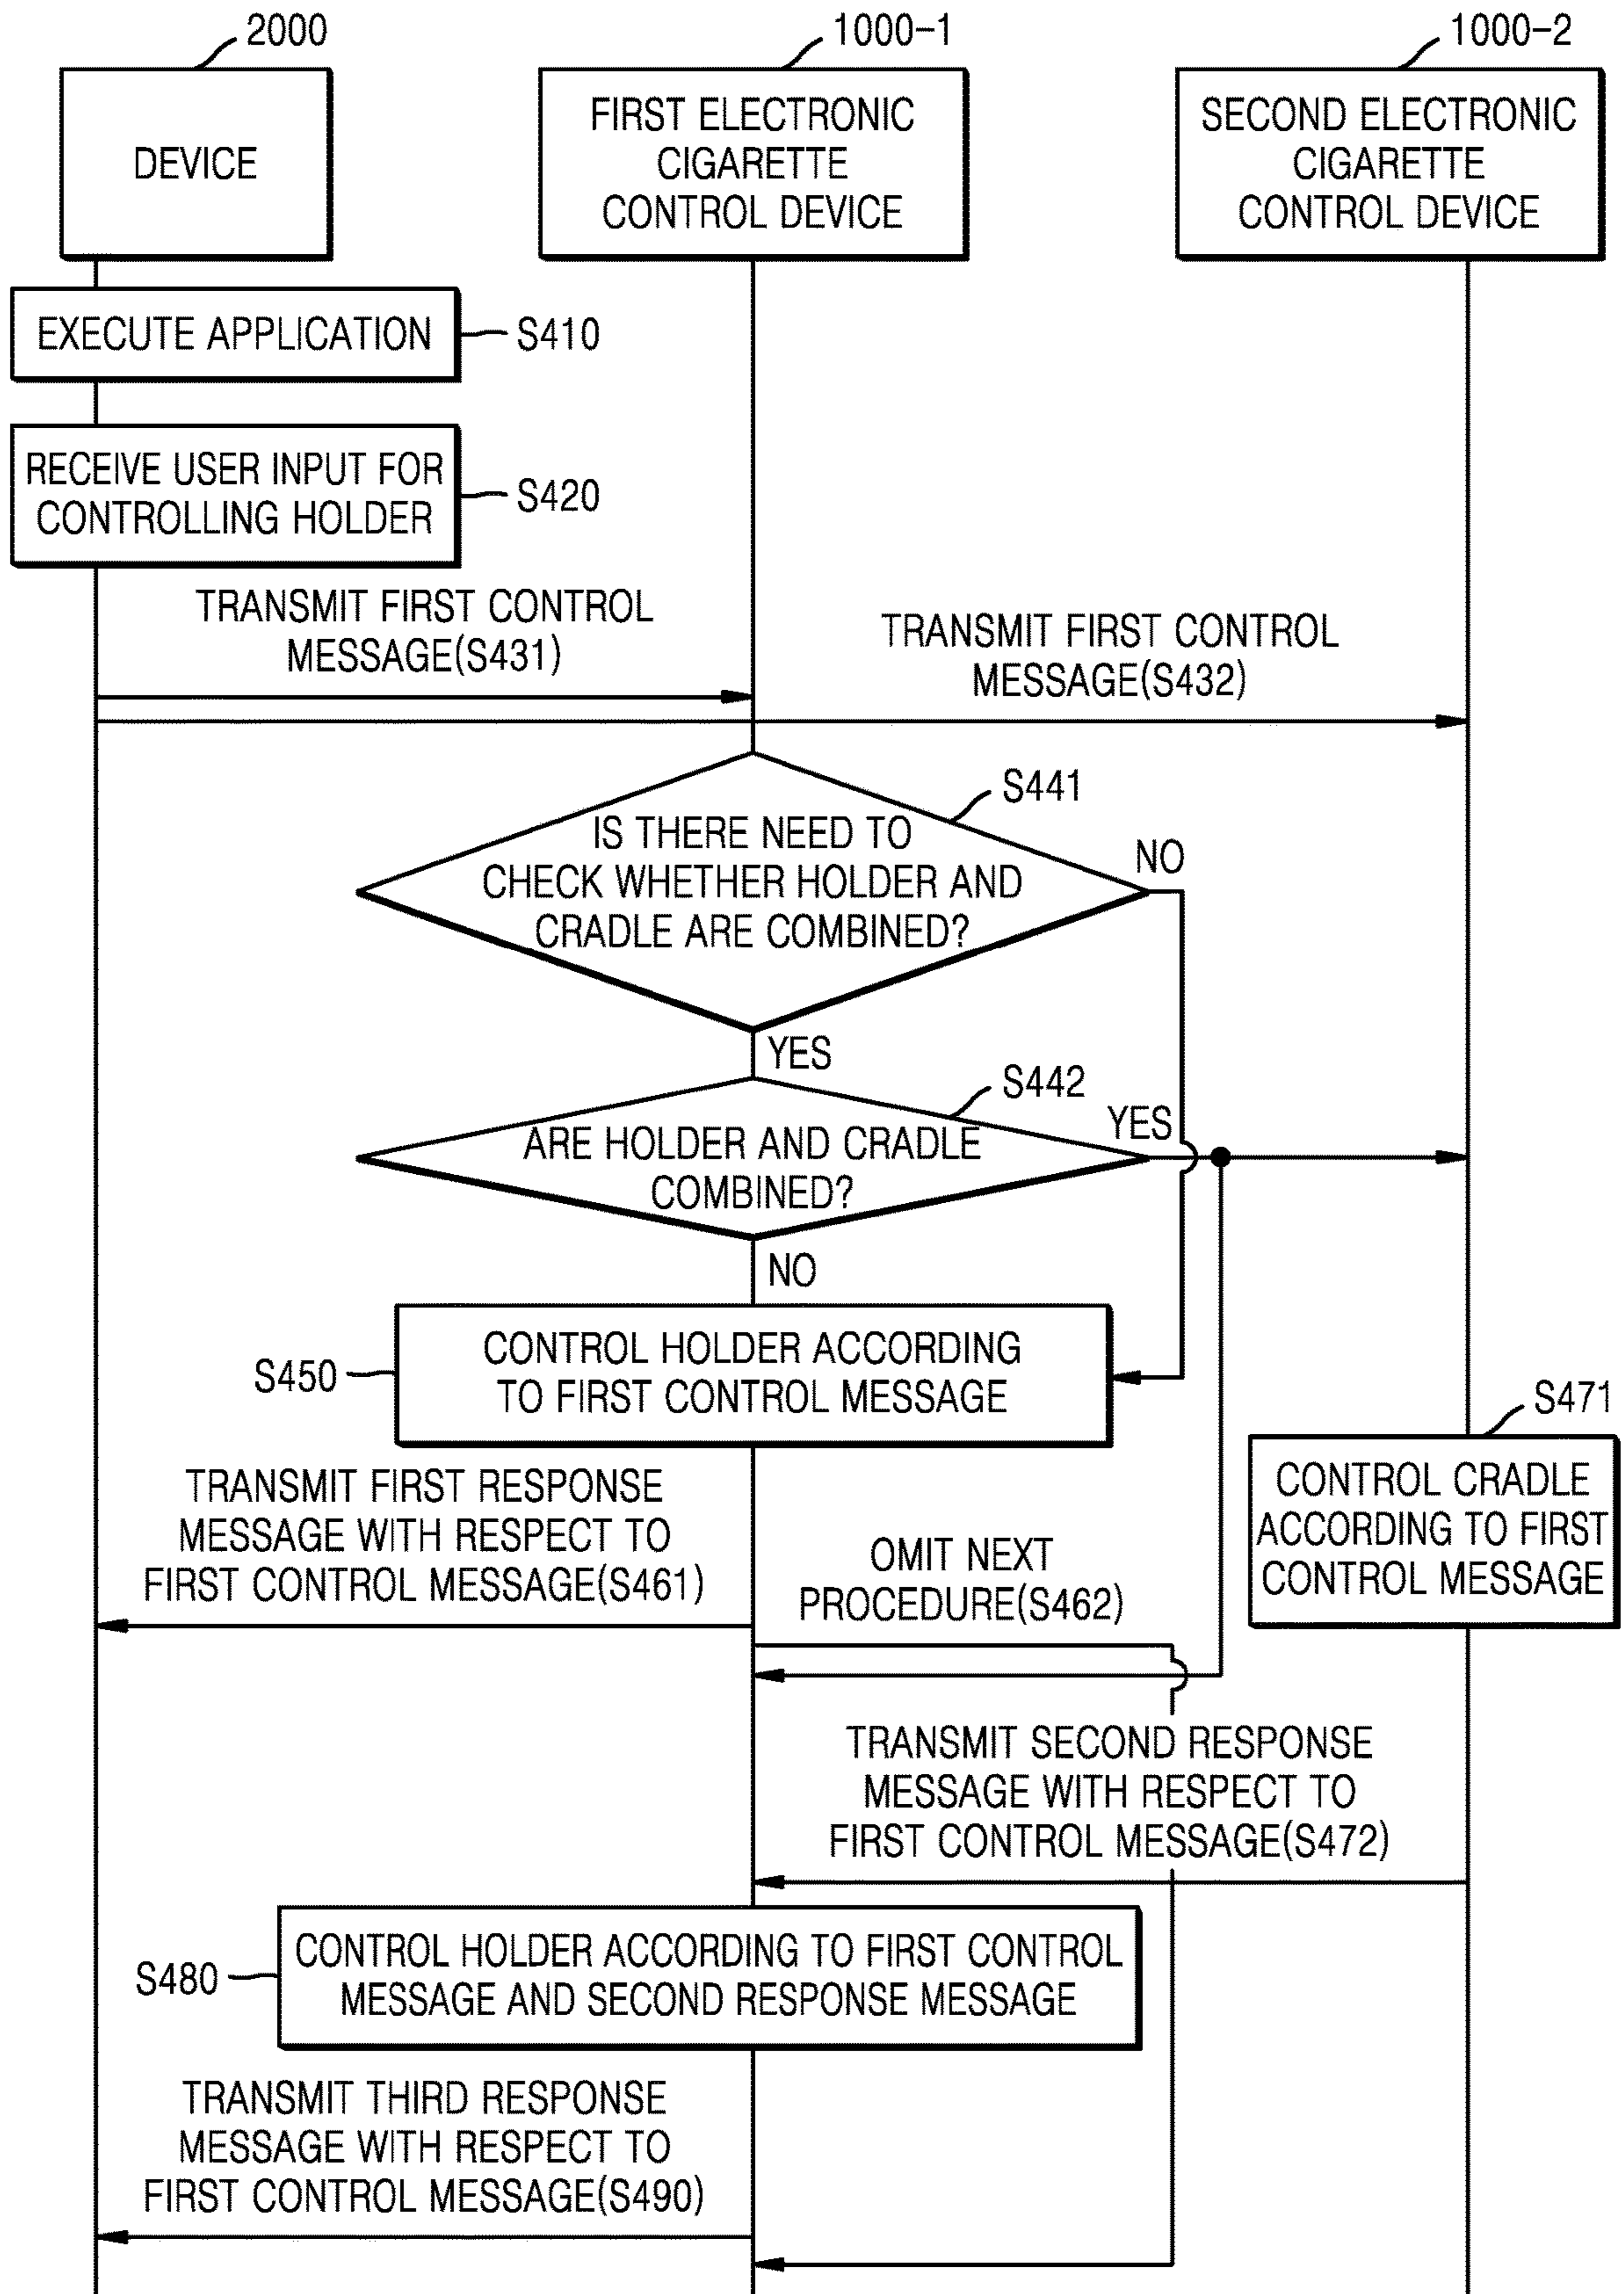 2000
1000-1
1000-2
DEVICE
FIRST ELECTRONIC
CIGARETTE
CONTROL DEVICE
SECOND ELECTRONIC
CIGARETTE
CONTROL DEVICE
EXECUTE APPLICATION
S410
RECEIVE USER INPUT FOR
CONTROLLING HOLDER
S420
TRANSMIT FIRST CONTROL
MESSAGE(S431)
TRANSMIT FIRST CONTROL
MESSAGE(S432)
S441
IS THERE NEED TO
CHECK WHETHER HOLDER AND
CRADLE ARE COMBINED?
NO
YES
S442
ARE HOLDER AND CRADLE
COMBINED?
YES
NO
S450
CONTROL HOLDER ACCORDING
TO FIRST CONTROL MESSAGE
S471
CONTROL CRADLE
ACCORDING TO FIRST
CONTROL MESSAGE
TRANSMIT FIRST RESPONSE
MESSAGE WITH RESPECT TO
FIRST CONTROL MESSAGE(S461)
OMIT NEXT
PROCEDURE(S462)
TRANSMIT SECOND RESPONSE
MESSAGE WITH RESPECT TO
FIRST CONTROL MESSAGE(S472)
S480
CONTROL HOLDER ACCORDING TO FIRST CONTROL
MESSAGE AND SECOND RESPONSE MESSAGE
TRANSMIT THIRD RESPONSE
MESSAGE WITH RESPECT TO
FIRST CONTROL MESSAGE(S490)